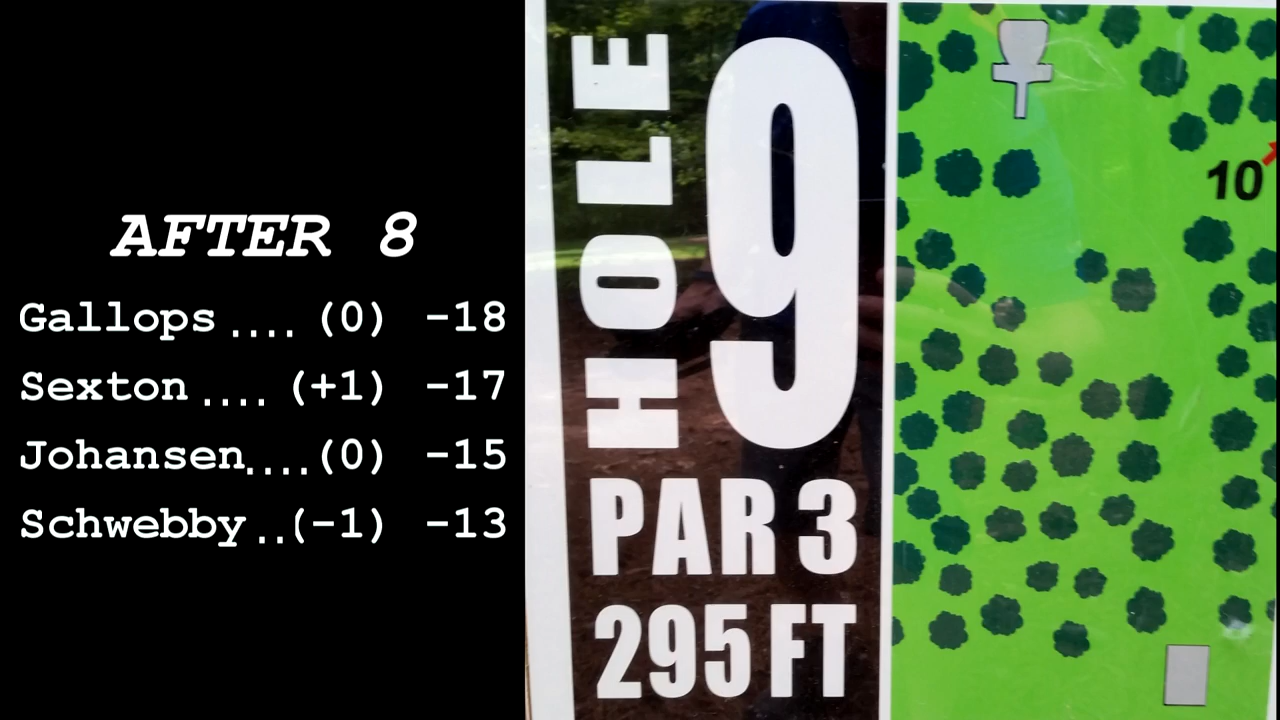 AFTER 8
Gallops .... (0) -18
Sexton .... (+1) -17
Johansen....(0) -15
Schwebby ..(-1) -13
HOLE 9
PAR 3
295 FT
10